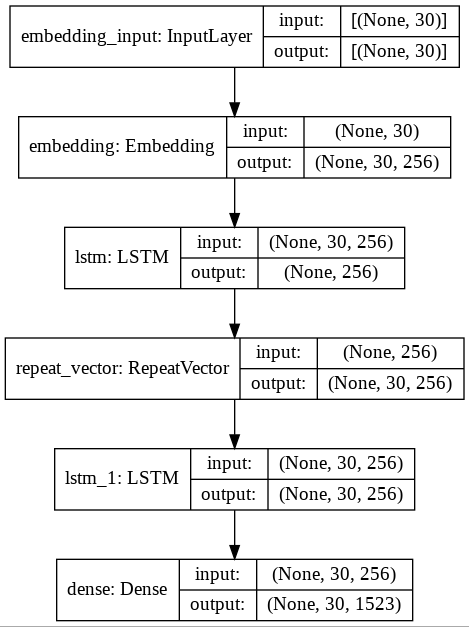 embedding_input: InputLayer
input:
[(None, 30)]
output:
[(None, 30)]
embedding: Embedding
input:
(None, 30)
output:
(None, 30, 256)
lstm: LSTM
input:
(None, 30, 256)
output:
(None, 256)
repeat_vector: RepeatVector
input:
(None, 256)
output:
(None, 30, 256)
lstm_1: LSTM
input:
(None, 30, 256)
output:
(None, 30, 256)
dense: Dense
input:
(None, 30, 256)
output:
(None, 30, 1523)